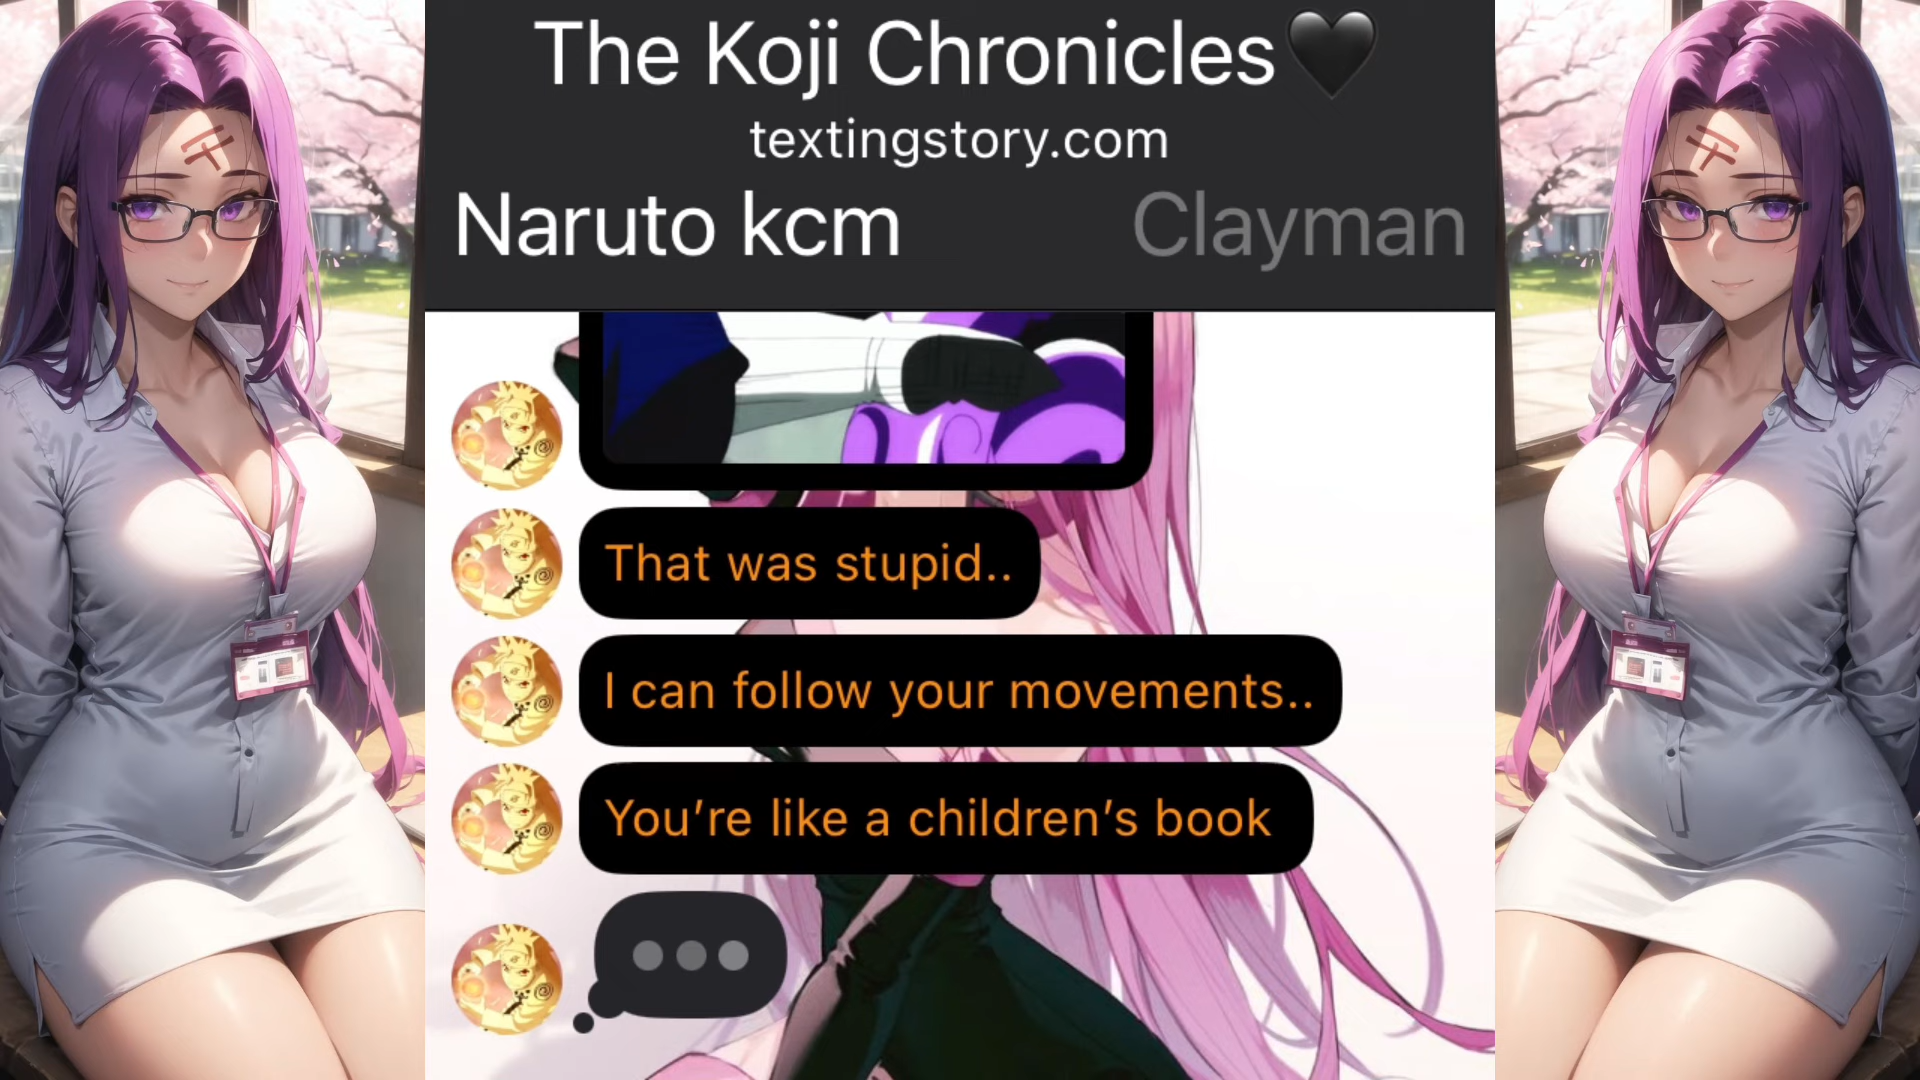 The Koji Chronicles🖤
textingstory.com
Naruto kcm
Clayman
That was stupid..
I can follow your movements..
You’re like a children’s book